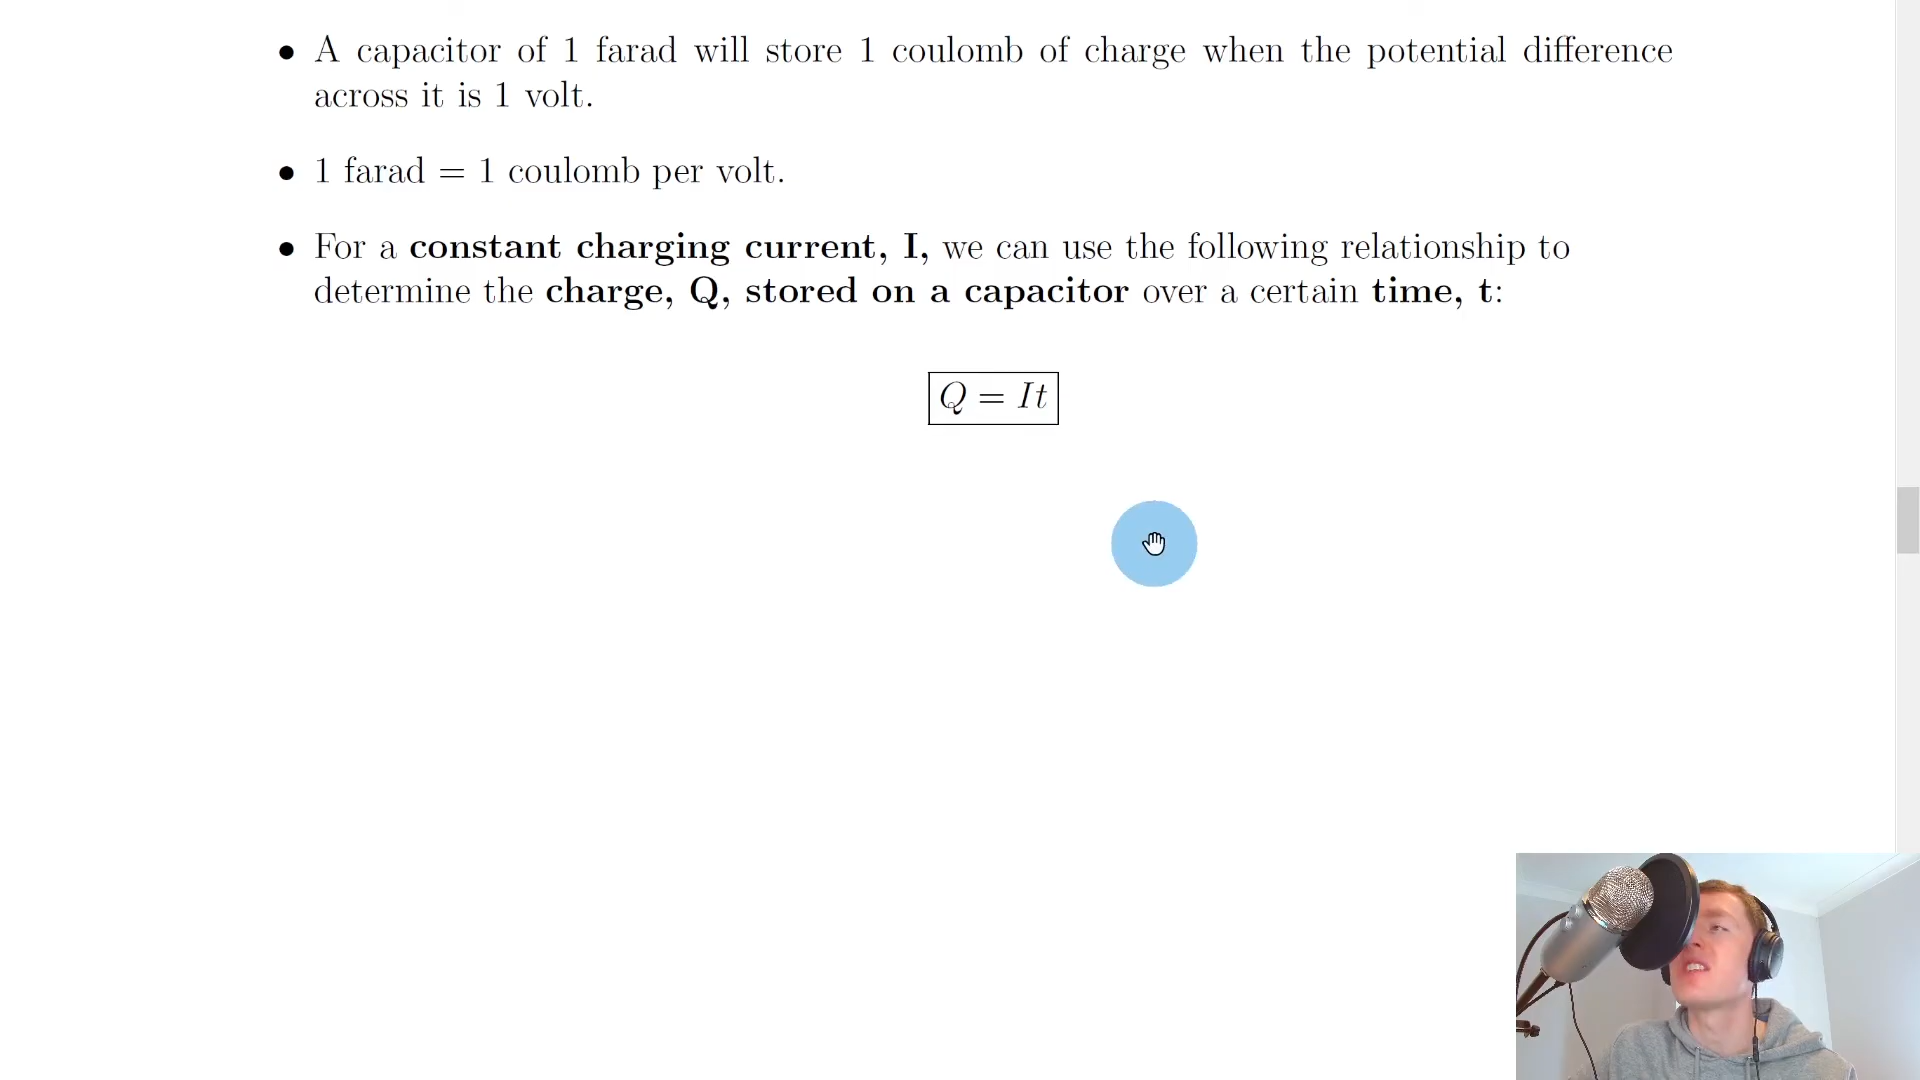 • A capacitor of 1 farad will store 1 coulomb of charge when the potential difference
across it is 1 volt.
• 1 farad = 1 coulomb per volt.
• For a constant charging current, I, we can use the following relationship to
determine the charge, Q, stored on a capacitor over a certain time, t:
Q = It